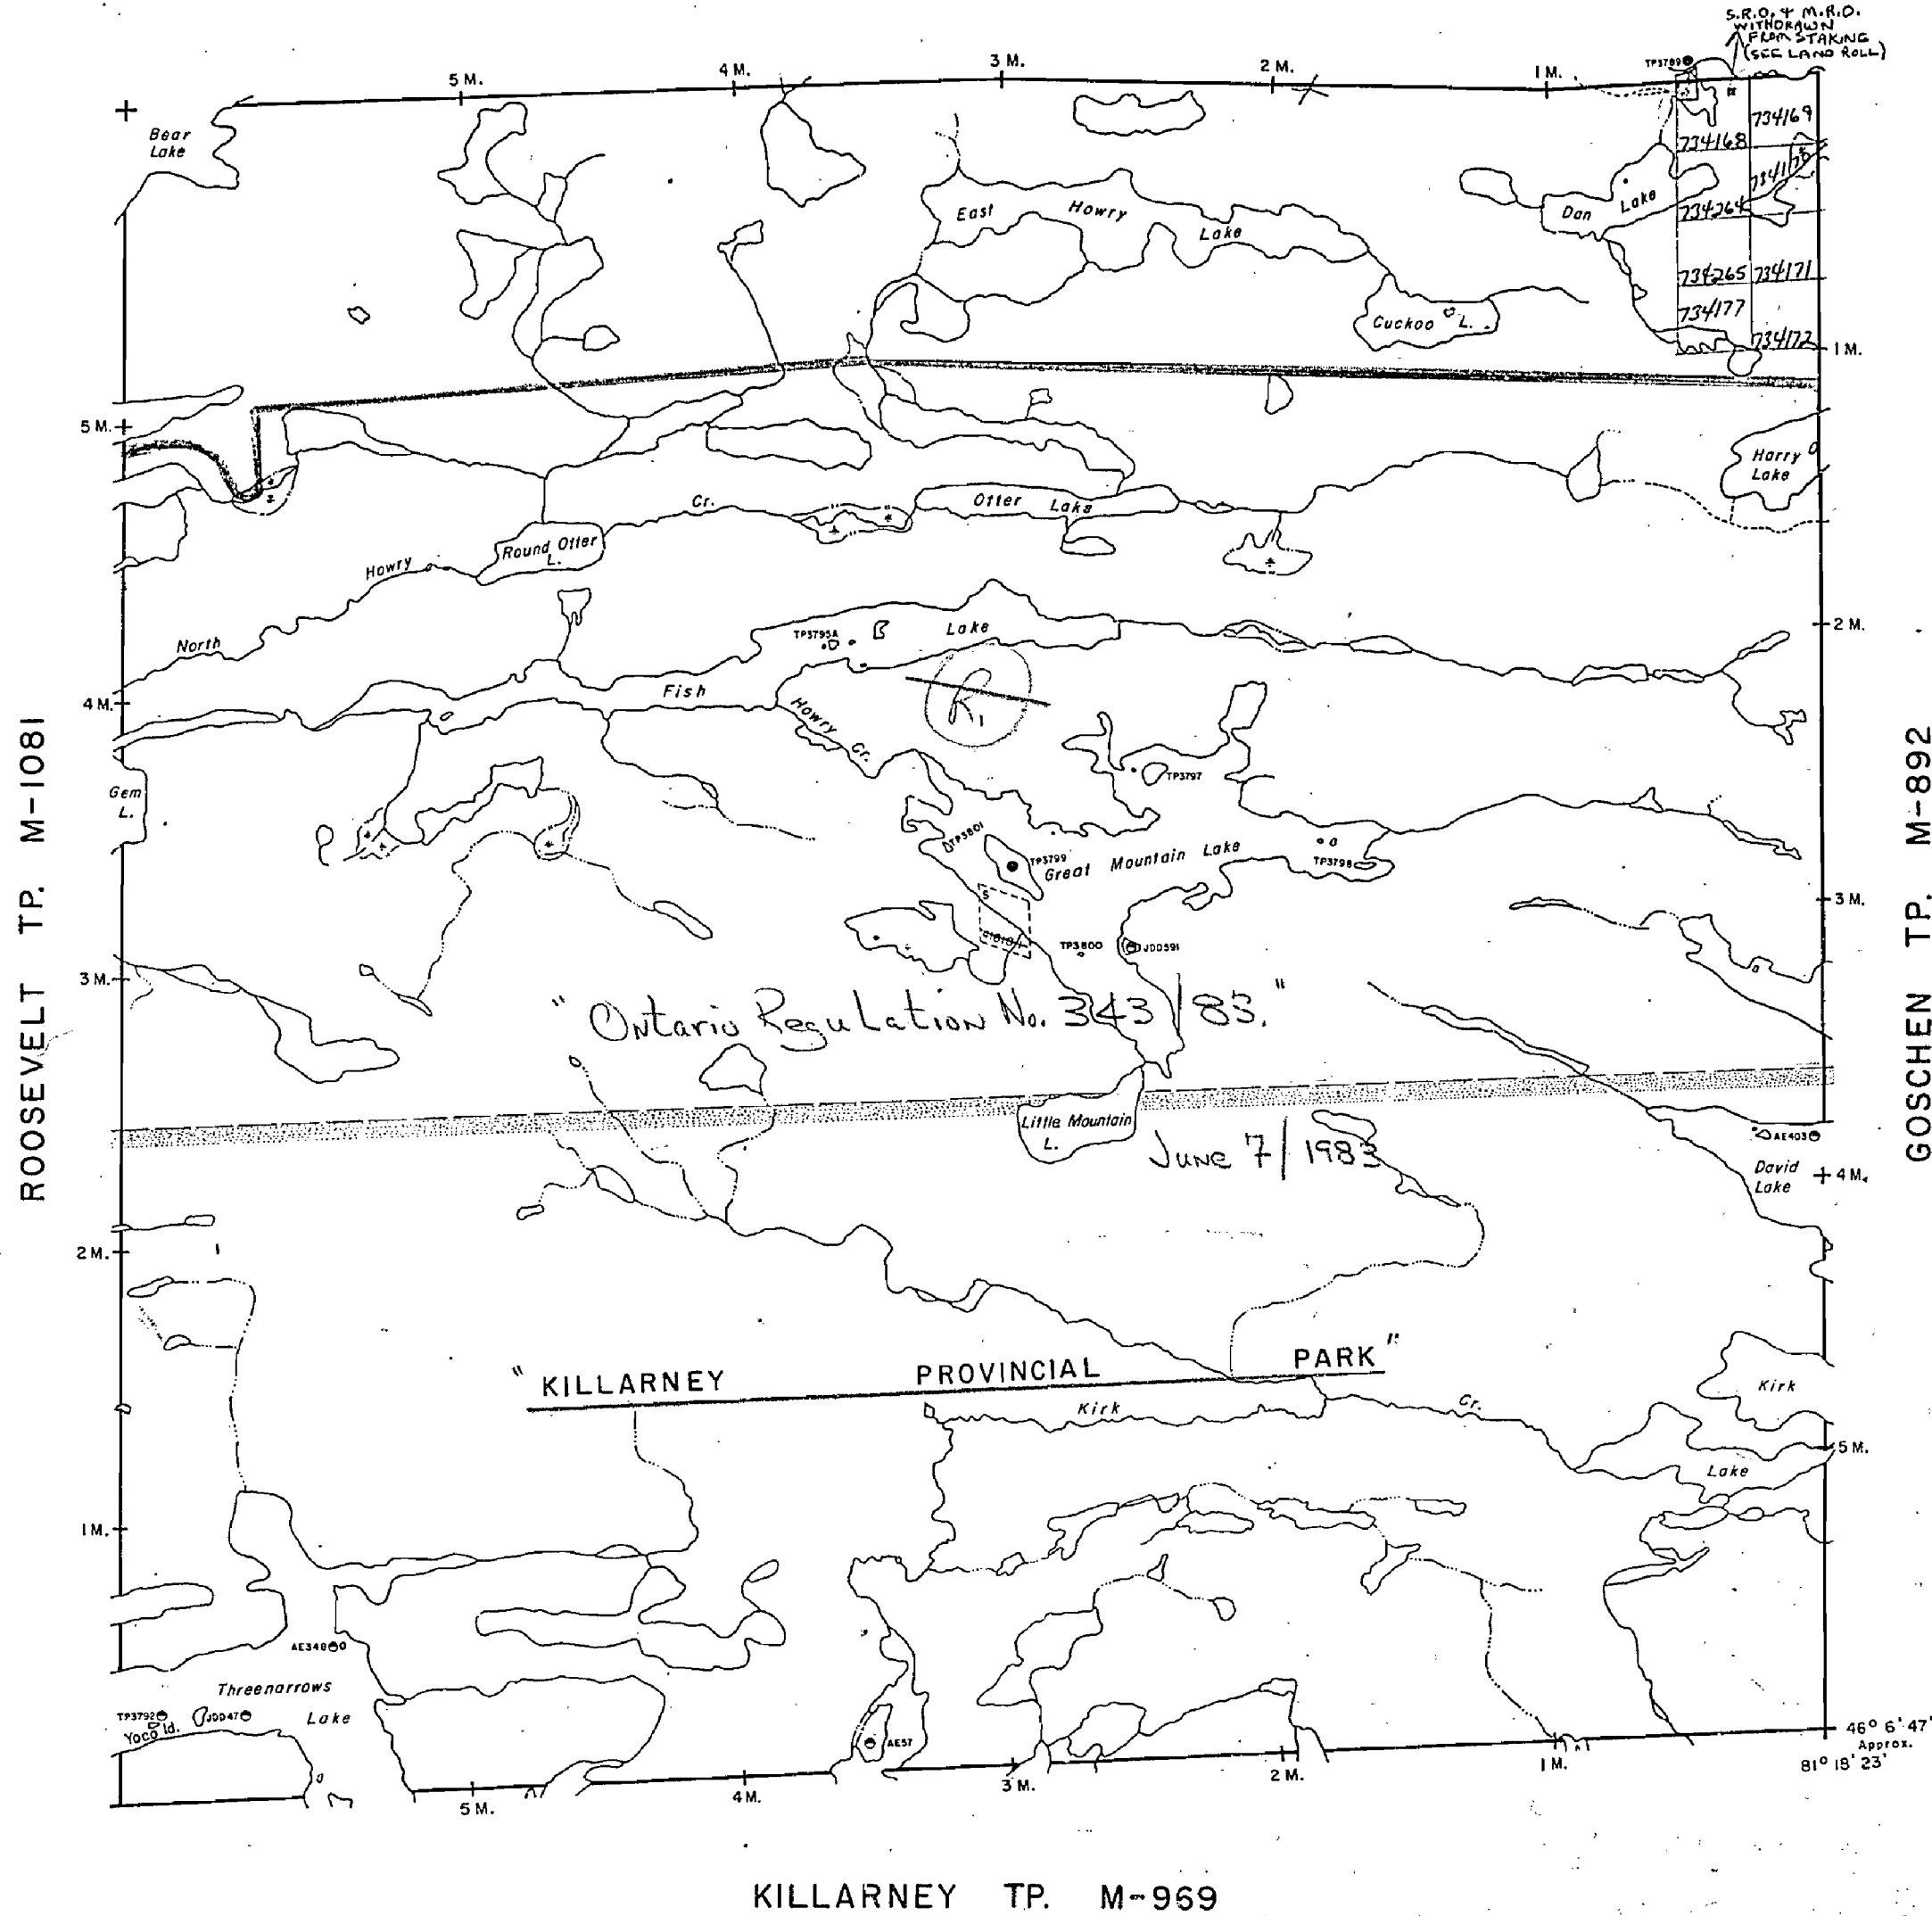 S.R.O. & M.R.O.
WITHDRAWN
FROM STAKING
(SEE LAND ROLL)
5 M.
4 M.
3 M.
2 M.
1 M.
TP3789
Bear
Lake
734169
734168
73417
East Howry
Lake
Dan Lake
734264
734265
734171
734177
Cuckoo L.
734172
1 M.
5 M.
Harry
Lake
Otter Lake
Cr.
Round Otter
L.
Howry
North
2 M.
TP3795A
Lake
Fish
R.
4 M.
Howry
Cr.
TP3797
Gem
L.
TP3801
TP3799
Great Mountain Lake
TP3798
S
3 M.
TP3800
JDD591
3 M.
"Ontario Regulation No. 343/83."
ROOSEVELT TP. M-1081
GOSCHEN TP. M-892
Little Mountain
L.
June 7/1983
AE403
David
Lake
4 M.
2 M.
"KILLARNEY PROVINCIAL PARK"
Kirk
Kirk
Cr.
5 M.
Lake
1 M.
AE348
Threenarrows
Lake
TP3792
JDD47
Yoco Id.
AE57
46° 6' 47"
Approx.
81° 18' 23"
5 M.
4 M.
3 M.
2 M.
1 M.
KILLARNEY TP. M-969